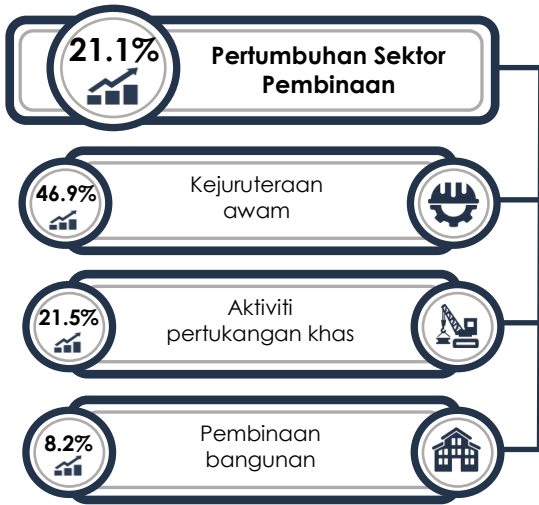 21.1%
Pertumbuhan Sektor
Pembinaan
46.9%
Kejuruteraan
awam
21.5%
Aktiviti
pertukangan khas
8.2%
Pembinaan
bangunan